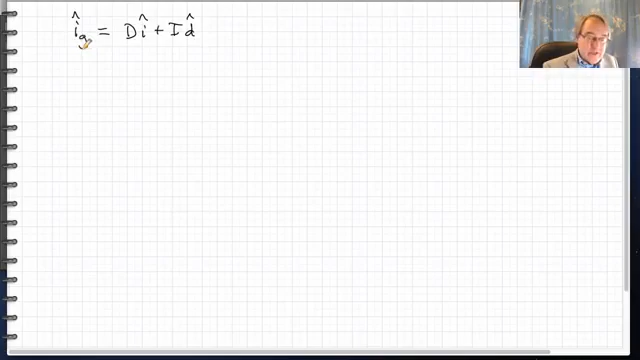 î_g = D î + I d̂